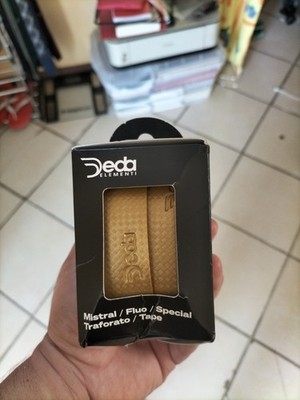 Deda
ELEMENTI
Deda
Mistral / Fluo / Special
Traforato / Tape